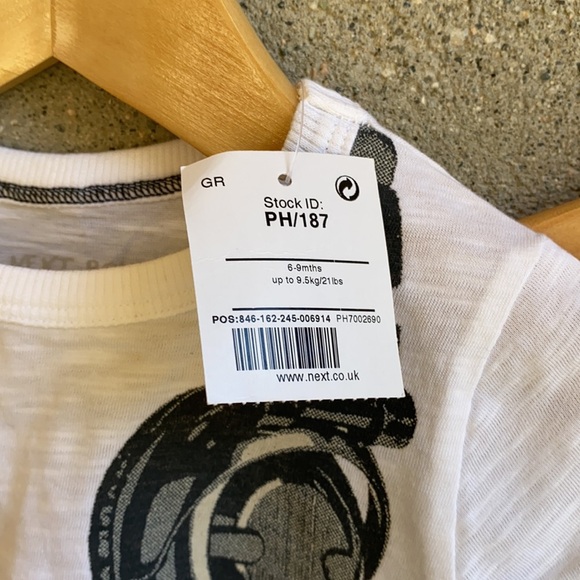 GR
Stock ID:
PH/187
6-9mths
up to 9.5kg/21lbs
POS:846-162-245-006914 PH7002690
www.next.co.uk
NEXT